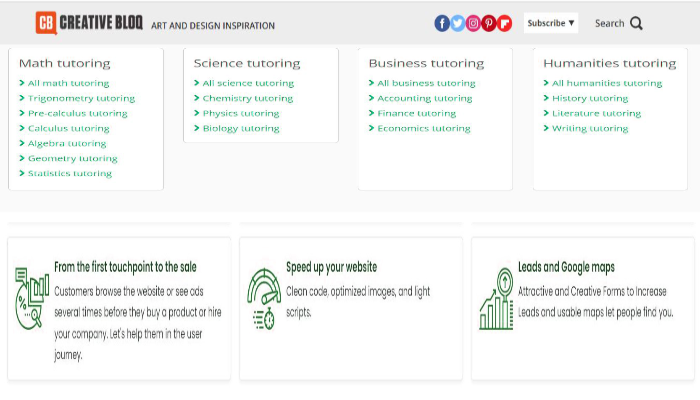 CB CREATIVE BLOQ ART AND DESIGN INSPIRATION Subscribe ▼ Search
Math tutoring
All math tutoring
Trigonometry tutoring
Pre-calculus tutoring
Calculus tutoring
Algebra tutoring
Geometry tutoring
Statistics tutoring
Science tutoring
All science tutoring
Chemistry tutoring
Physics tutoring
Biology tutoring
Business tutoring
All business tutoring
Accounting tutoring
Finance tutoring
Economics tutoring
Humanities tutoring
All humanities tutoring
History tutoring
Literature tutoring
Writing tutoring
From the first touchpoint to the sale
Customers browse the website or see ads
several times before they buy a product or hire
your company. Let's help them in the user
journey.
Speed up your website
Clean code, optimized images, and light
scripts.
Leads and Google maps
Attractive and Creative Forms to Increase
Leads and usable maps let people find you.